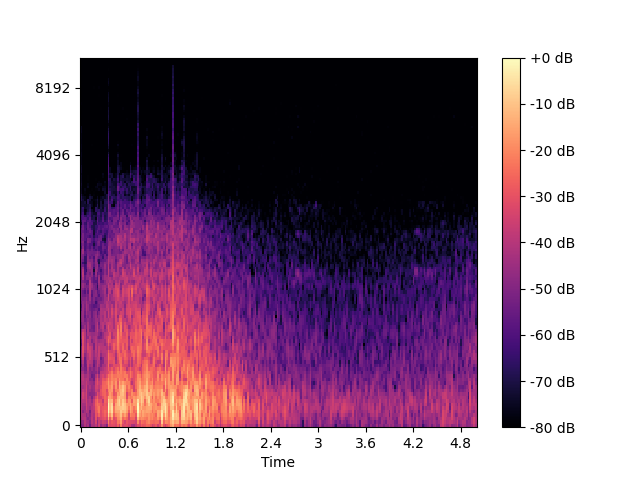 8192
4096
2048
1024
512
0
Hz
0 0.6 1.2 1.8 2.4 3 3.6 4.2 4.8
Time
+0 dB
-10 dB
-20 dB
-30 dB
-40 dB
-50 dB
-60 dB
-70 dB
-80 dB